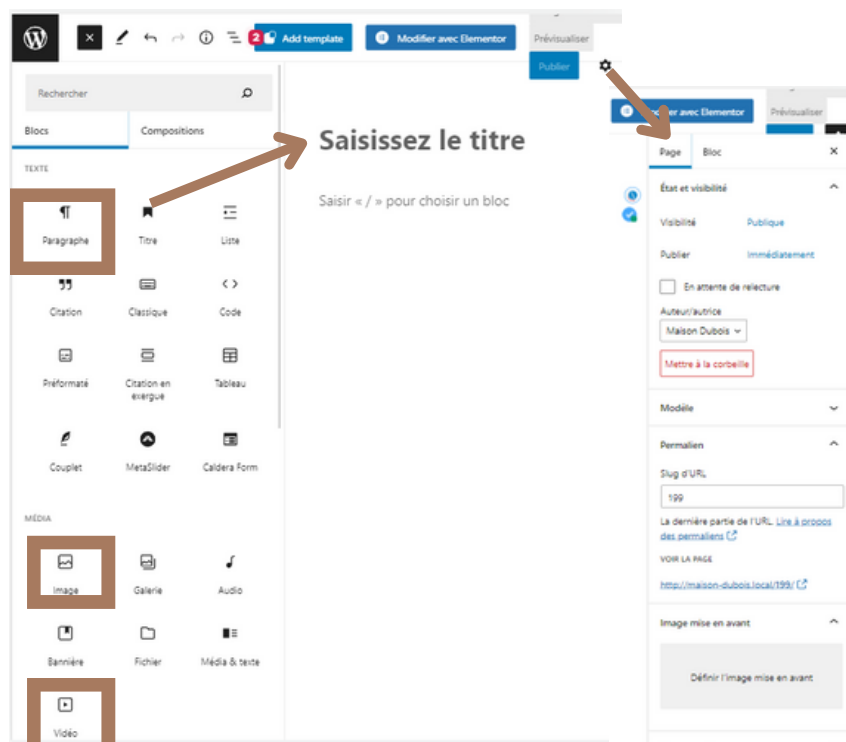 2
Add template
Modifier avec Elementor
Prévisualiser
Publier
Rechercher
Blocs
Compositions
TEXTE
Paragraphe
Titre
Liste
Citation
Classique
Code
Préformaté
Citation en
exergue
Tableau
Couplet
MetaSlider
Caldera Form
MÉDIA
Image
Galerie
Audio
Bannière
Fichier
Média & texte
Vidéo
Saisissez le titre
Saisir « / » pour choisir un bloc
avec Elementor
Prévisualiser
Page
Bloc
État et visibilité
Visibilité
Publique
Publier
Immédiatement
En attente de relecture
Auteur/autrice
Maison Dubois
Mettre à la corbeille
Modèle
Permalien
Slug d'URL
199
La dernière partie de l'URL. Lire à propos
des permaliens
VOIR LA PAGE
http://maison-dubois.local/199/
Image mise en avant
Définir l'image mise en avant